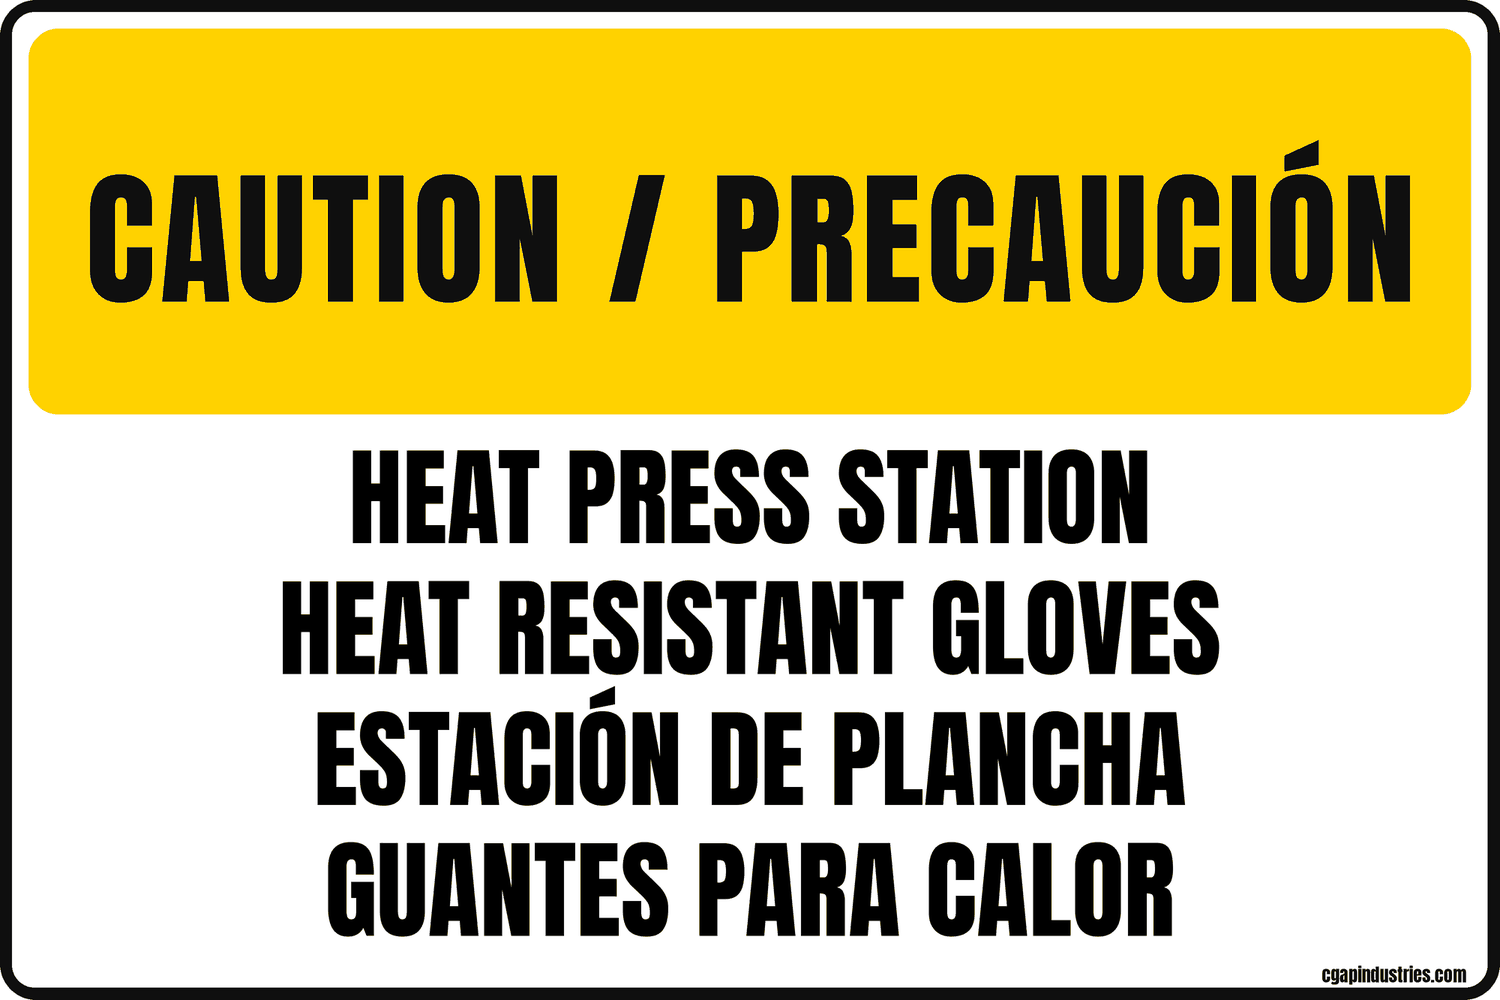 CAUTION / PRECAUCIÓN
HEAT PRESS STATION
HEAT RESISTANT GLOVES
ESTACIÓN DE PLANCHA
GUANTES PARA CALOR
cgapindustries.com